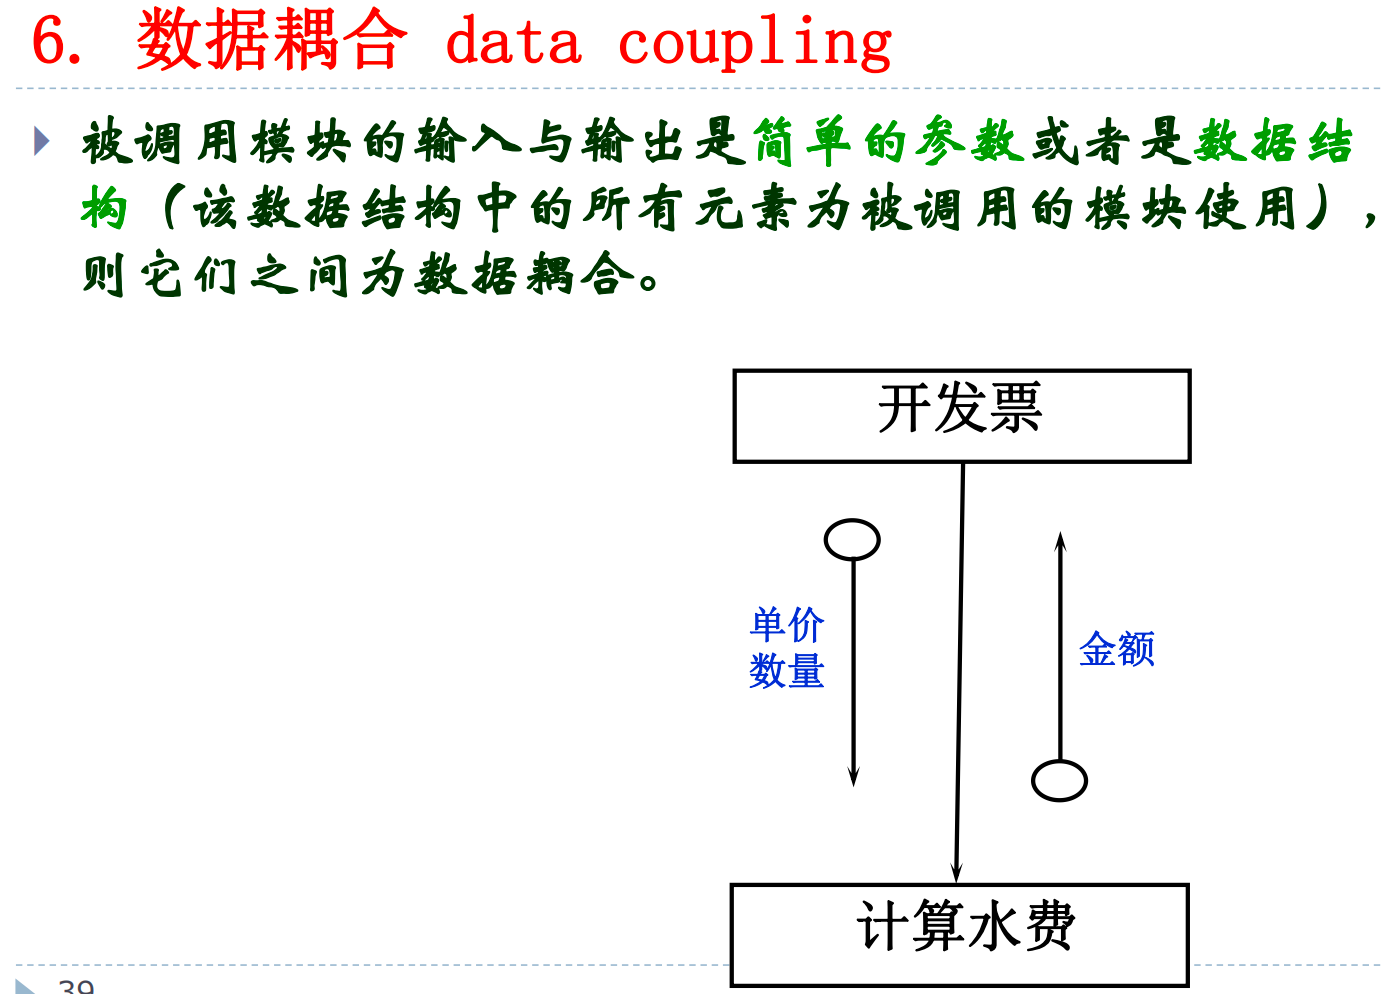 6. 数据耦合 data coupling
被调用模块的输入与输出是简单的参数或者是数据结
构（该数据结构中的所有元素为被调用的模块使用），
则它们之间为数据耦合。
开发票
单价
数量
金额
计算水费
39